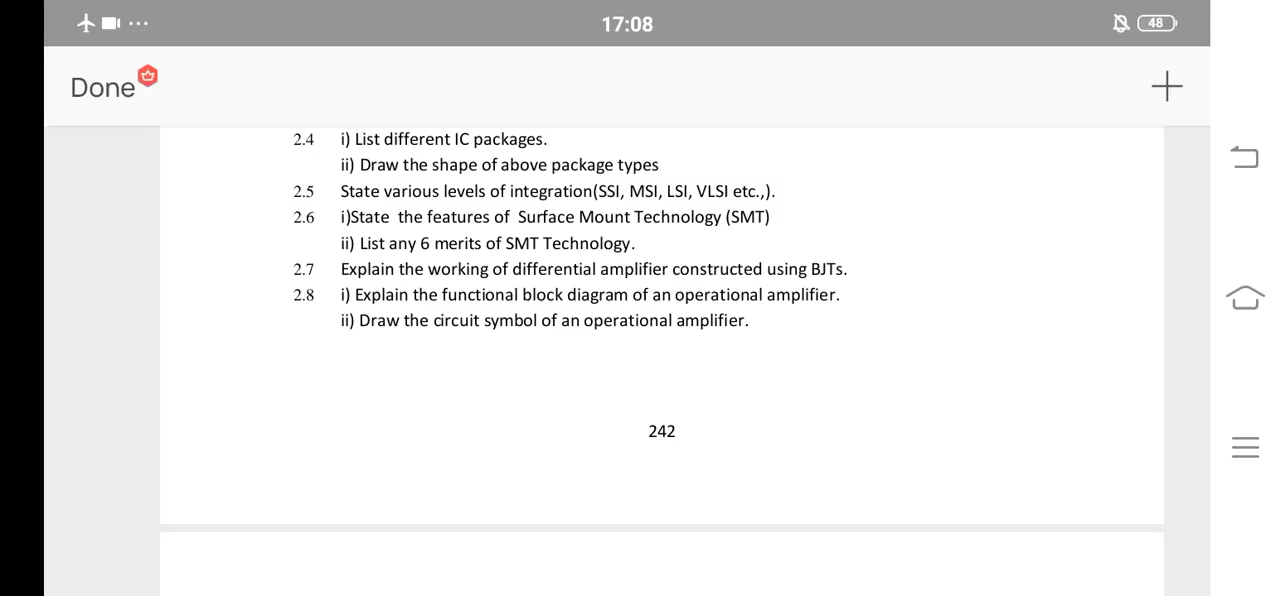 17:08
48
Done
2.4 i) List different IC packages.
ii) Draw the shape of above package types
2.5 State various levels of integration(SSI, MSI, LSI, VLSI etc.,).
2.6 i)State the features of Surface Mount Technology (SMT)
ii) List any 6 merits of SMT Technology.
2.7 Explain the working of differential amplifier constructed using BJTs.
2.8 i) Explain the functional block diagram of an operational amplifier.
ii) Draw the circuit symbol of an operational amplifier.
242